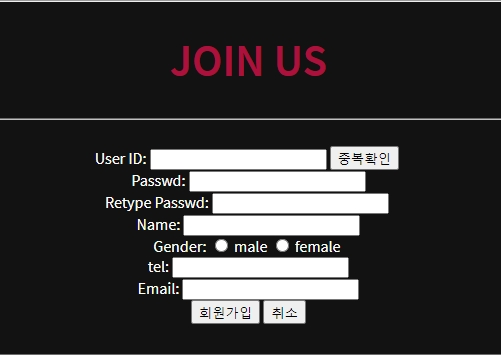 JOIN US
User ID: 중복확인
Passwd:
Retype Passwd:
Name:
Gender: male female
tel:
Email:
회원가입 취소